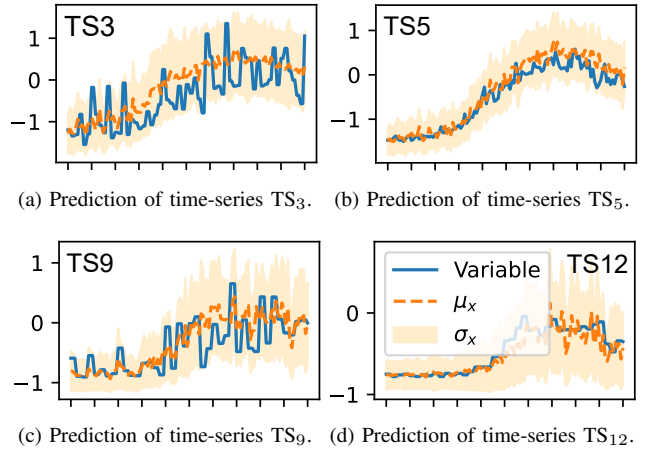 TS3
1
0
−1
(a) Prediction of time-series TS₃.
TS5
1
0
−1
(b) Prediction of time-series TS₅.
TS9
1
0
−1
(c) Prediction of time-series TS₉.
TS12
Variable
μₓ
σₓ
0
−1
(d) Prediction of time-series TS₁₂.